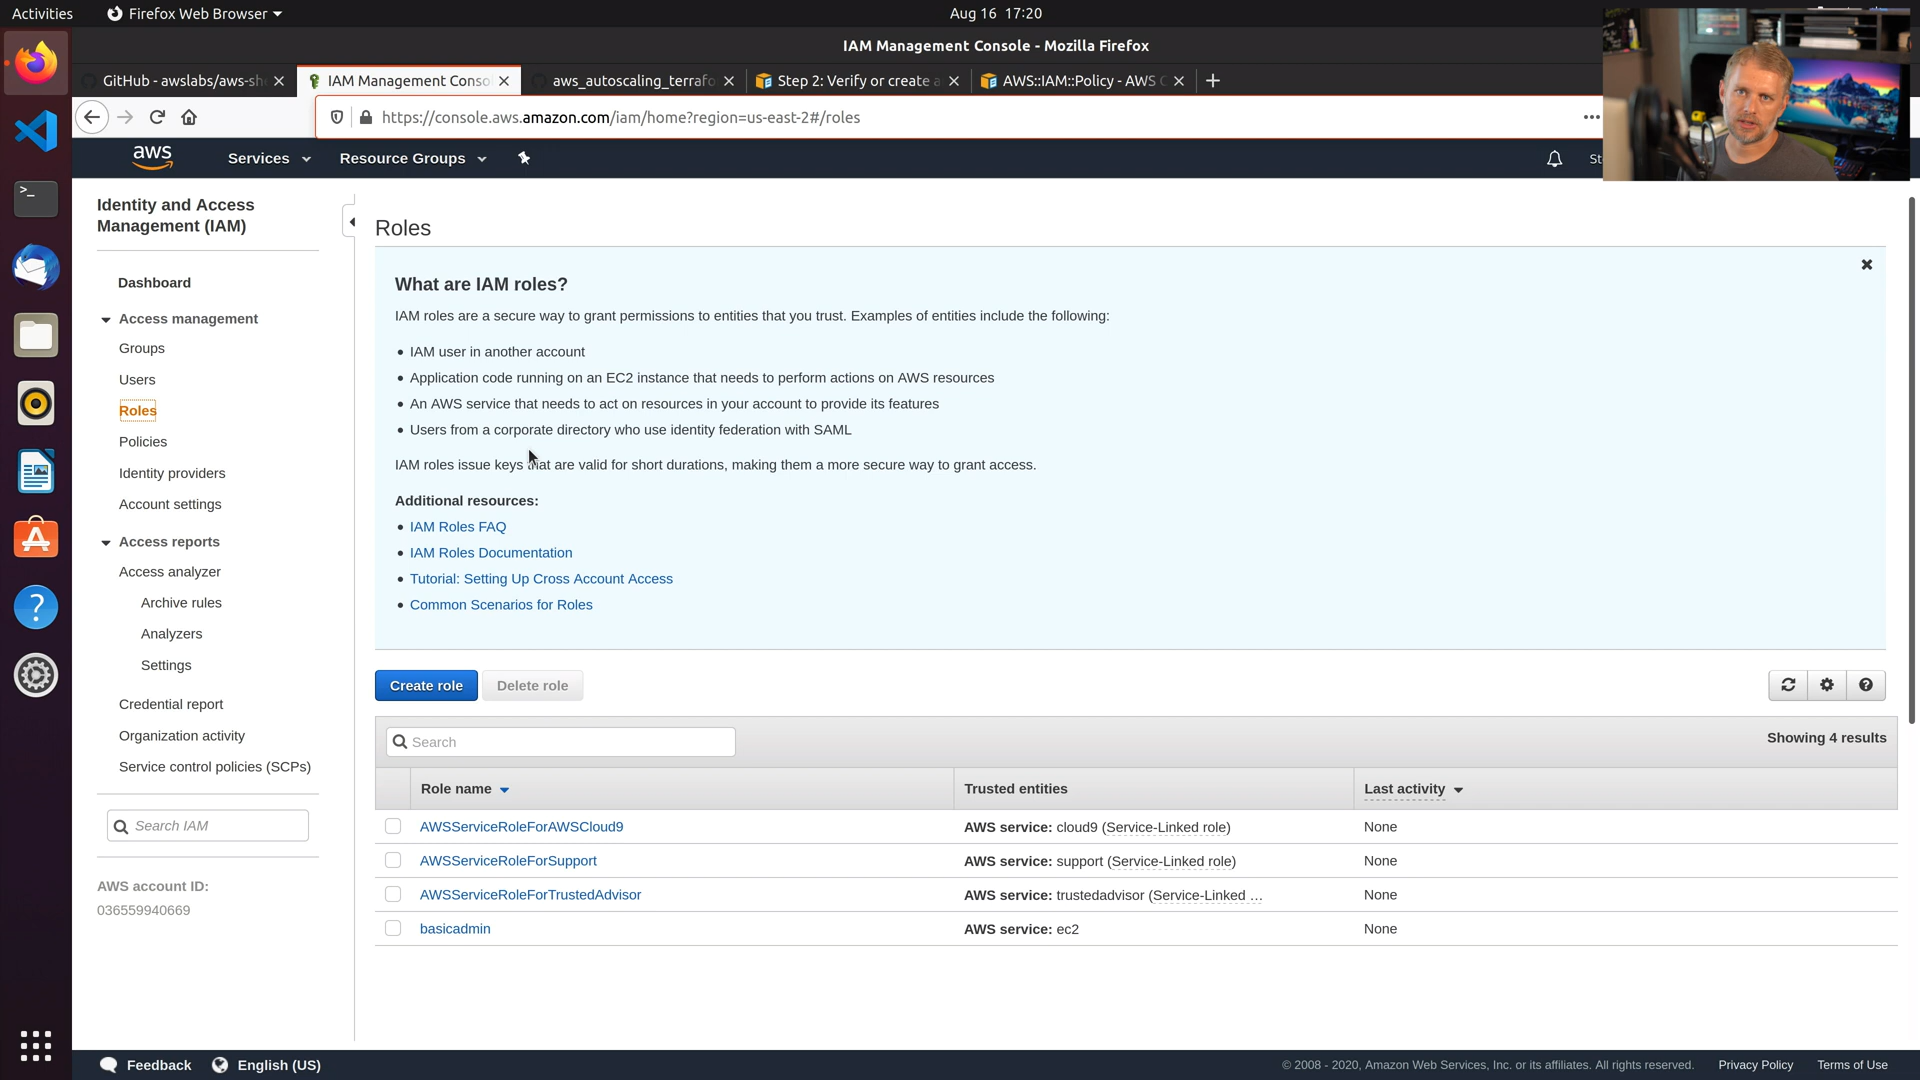 Activities
Firefox Web Browser
Aug 16 17:20
IAM Management Console - Mozilla Firefox
GitHub - awslabs/aws-sh
IAM Management Conso
aws_autoscaling_terrafo
Step 2: Verify or create a
AWS::IAM::Policy - AWS C
https://console.aws.amazon.com/iam/home?region=us-east-2#/roles
aws
Services
Resource Groups
St
Identity and Access
Management (IAM)
Dashboard
Access management
Groups
Users
Roles
Policies
Identity providers
Account settings
Access reports
Access analyzer
Archive rules
Analyzers
Settings
Credential report
Organization activity
Service control policies (SCPs)
Search IAM
AWS account ID:
036559940669
Roles
What are IAM roles?
IAM roles are a secure way to grant permissions to entities that you trust. Examples of entities include the following:
• IAM user in another account
• Application code running on an EC2 instance that needs to perform actions on AWS resources
• An AWS service that needs to act on resources in your account to provide its features
• Users from a corporate directory who use identity federation with SAML
IAM roles issue keys that are valid for short durations, making them a more secure way to grant access.
Additional resources:
• IAM Roles FAQ
• IAM Roles Documentation
• Tutorial: Setting Up Cross Account Access
• Common Scenarios for Roles
Create role
Delete role
Search
Showing 4 results
Role name
Trusted entities
Last activity
AWSServiceRoleForAWSCloud9
AWS service: cloud9 (Service-Linked role)
None
AWSServiceRoleForSupport
AWS service: support (Service-Linked role)
None
AWSServiceRoleForTrustedAdvisor
AWS service: trustedadvisor (Service-Linked …
None
basicadmin
AWS service: ec2
None
Feedback
English (US)
© 2008 - 2020, Amazon Web Services, Inc. or its affiliates. All rights reserved.
Privacy Policy
Terms of Use